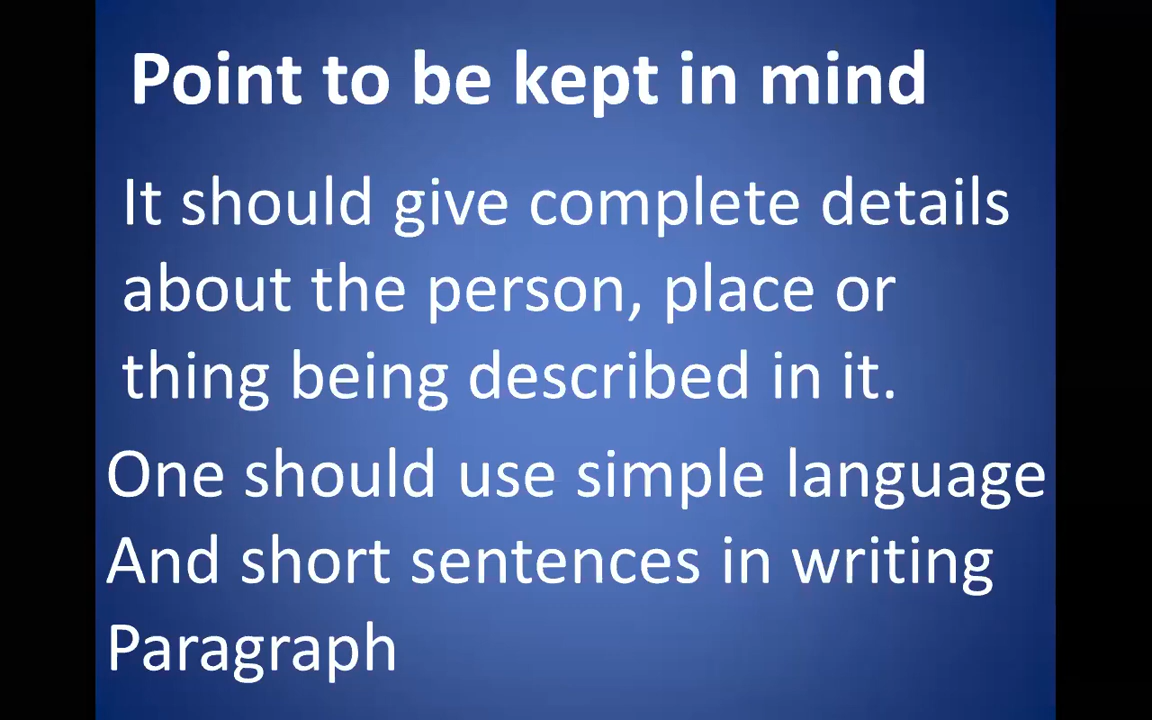 Point to be kept in mind
It should give complete details
about the person, place or
thing being described in it.
One should use simple language
And short sentences in writing
Paragraph